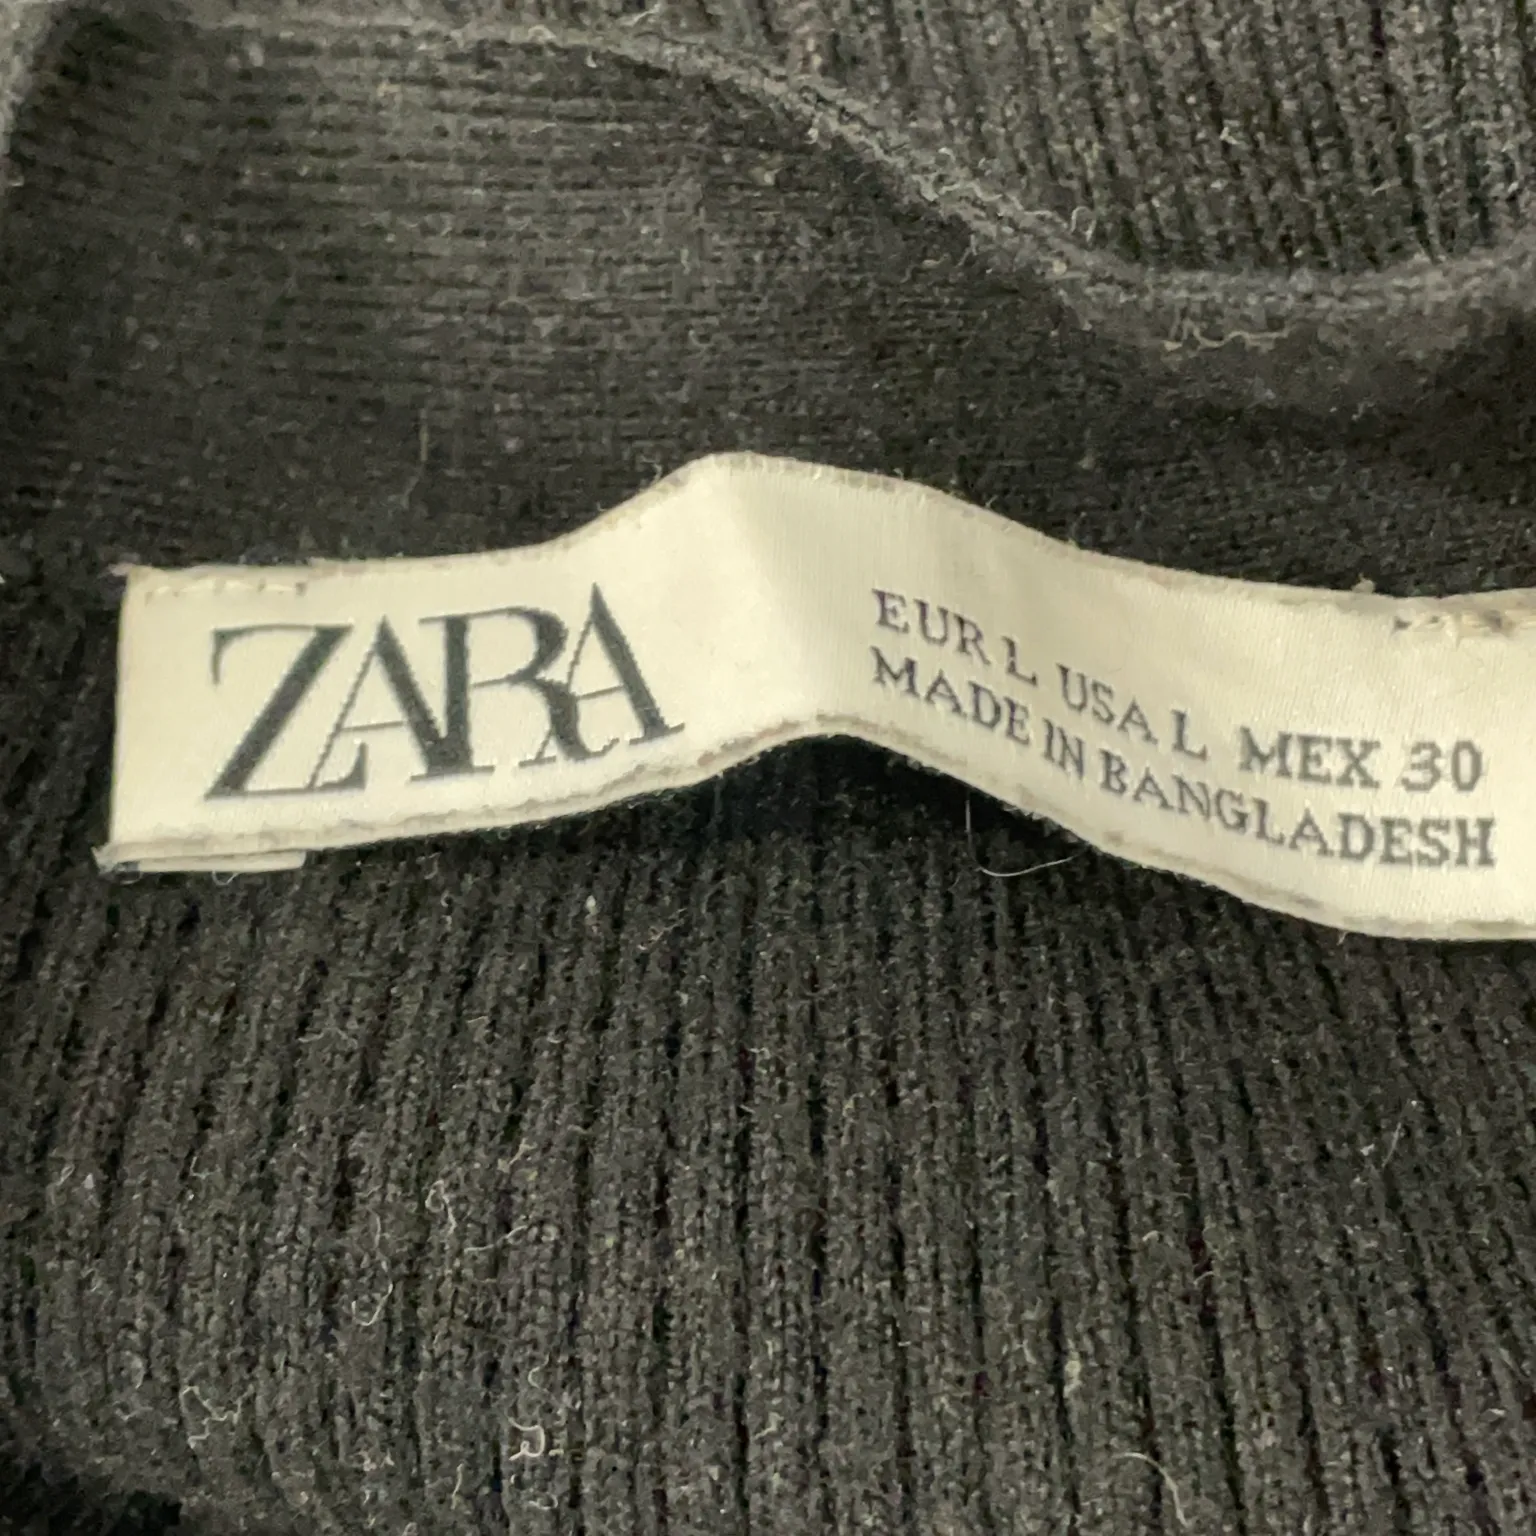 ZARA
EUR L USA L MEX 30
MADE IN BANGLADESH